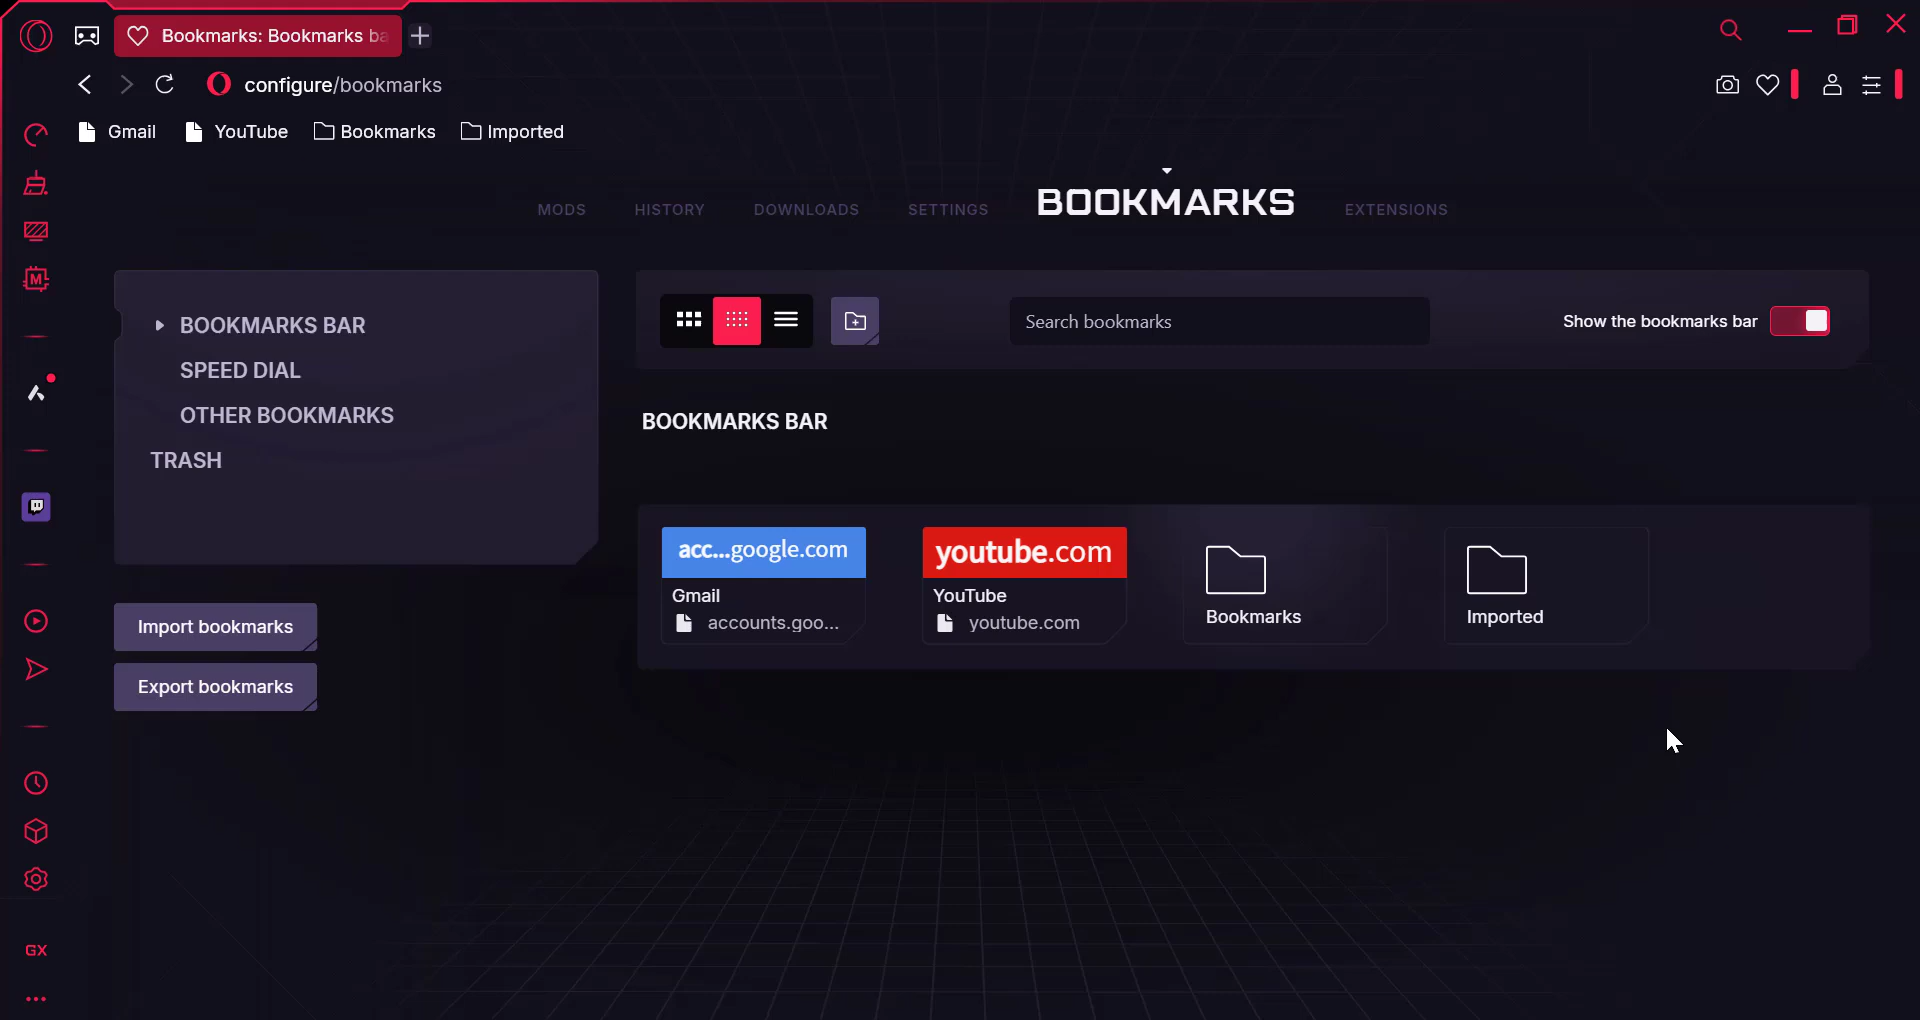 Bookmarks: Bookmarks ba
configure/bookmarks
Gmail YouTube Bookmarks Imported
MODS HISTORY DOWNLOADS SETTINGS BOOKMARKS EXTENSIONS
BOOKMARKS BAR
SPEED DIAL
OTHER BOOKMARKS
TRASH
Import bookmarks
Export bookmarks
Search bookmarks
Show the bookmarks bar
BOOKMARKS BAR
acc...google.com
Gmail
accounts.goo...
youtube.com
YouTube
youtube.com
Bookmarks
Imported
M
GX